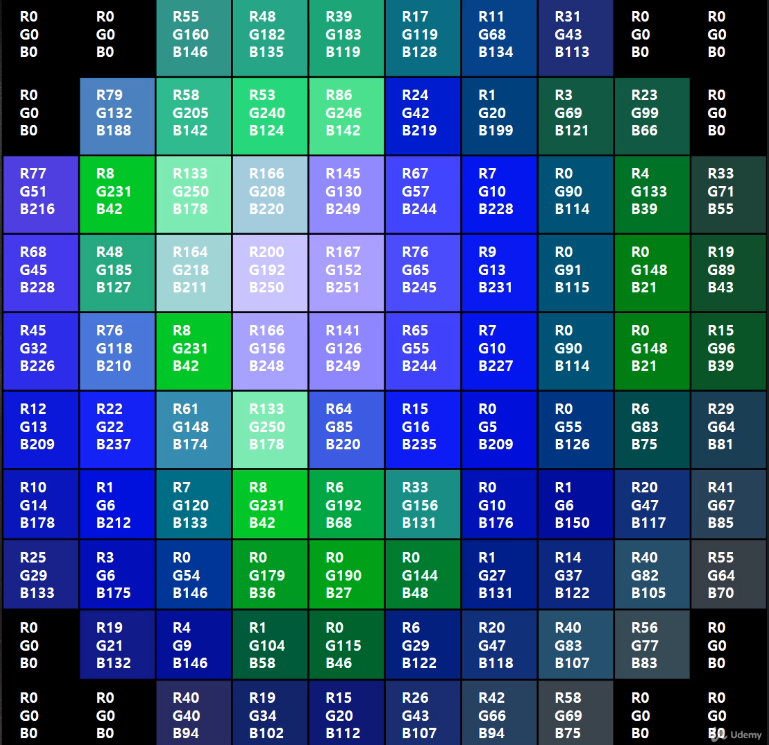 R0 R0 R55 R48 R39 R17 R11 R31 R0 R0
G0 G0 G160 G182 G183 G119 G68 G43 G0 G0
B0 B0 B146 B135 B119 B128 B134 B113 B0 B0
R0 R79 R58 R53 R86 R24 R1 R3 R23 R0
G0 G132 G205 G240 G246 G42 G20 G69 G99 G0
B0 B188 B142 B124 B142 B219 B199 B121 B66 B0
R77 R8 R133 R166 R145 R67 R7 R0 R4 R33
G51 G231 G250 G208 G130 G57 G10 G90 G133 G71
B216 B42 B178 B220 B249 B244 B228 B114 B39 B55
R68 R48 R164 R200 R167 R76 R9 R0 R0 R19
G45 G185 G218 G192 G152 G65 G13 G91 G148 G89
B228 B127 B211 B250 B251 B245 B231 B115 B21 B43
R45 R76 R8 R166 R141 R65 R7 R0 R0 R15
G32 G118 G231 G156 G126 G55 G10 G90 G148 G96
B226 B210 B42 B248 B249 B244 B227 B114 B21 B39
R12 R22 R61 R133 R64 R15 R0 R0 R6 R29
G13 G22 G148 G250 G85 G16 G5 G55 G83 G64
B209 B237 B174 B178 B220 B235 B209 B126 B75 B81
R10 R1 R7 R8 R6 R33 R0 R1 R20 R41
G14 G6 G120 G231 G192 G156 G10 G6 G47 G67
B178 B212 B133 B42 B68 B131 B176 B150 B117 B85
R25 R3 R0 R0 R0 R0 R1 R14 R40 R55
G29 G6 G54 G179 G190 G144 G27 G37 G82 G64
B133 B175 B146 B36 B27 B48 B131 B122 B105 B70
R0 R19 R4 R1 R0 R6 R20 R40 R56 R0
G0 G21 G9 G104 G115 G29 G47 G83 G77 G0
B0 B132 B146 B58 B46 B122 B118 B107 B83 B0
R0 R0 R40 R19 R15 R26 R42 R58 R0 R0
G0 G0 G40 G34 G20 G43 G66 G69 G0 G0
B0 B0 B94 B102 B112 B107 B94 B75 B0 B0
Udemy